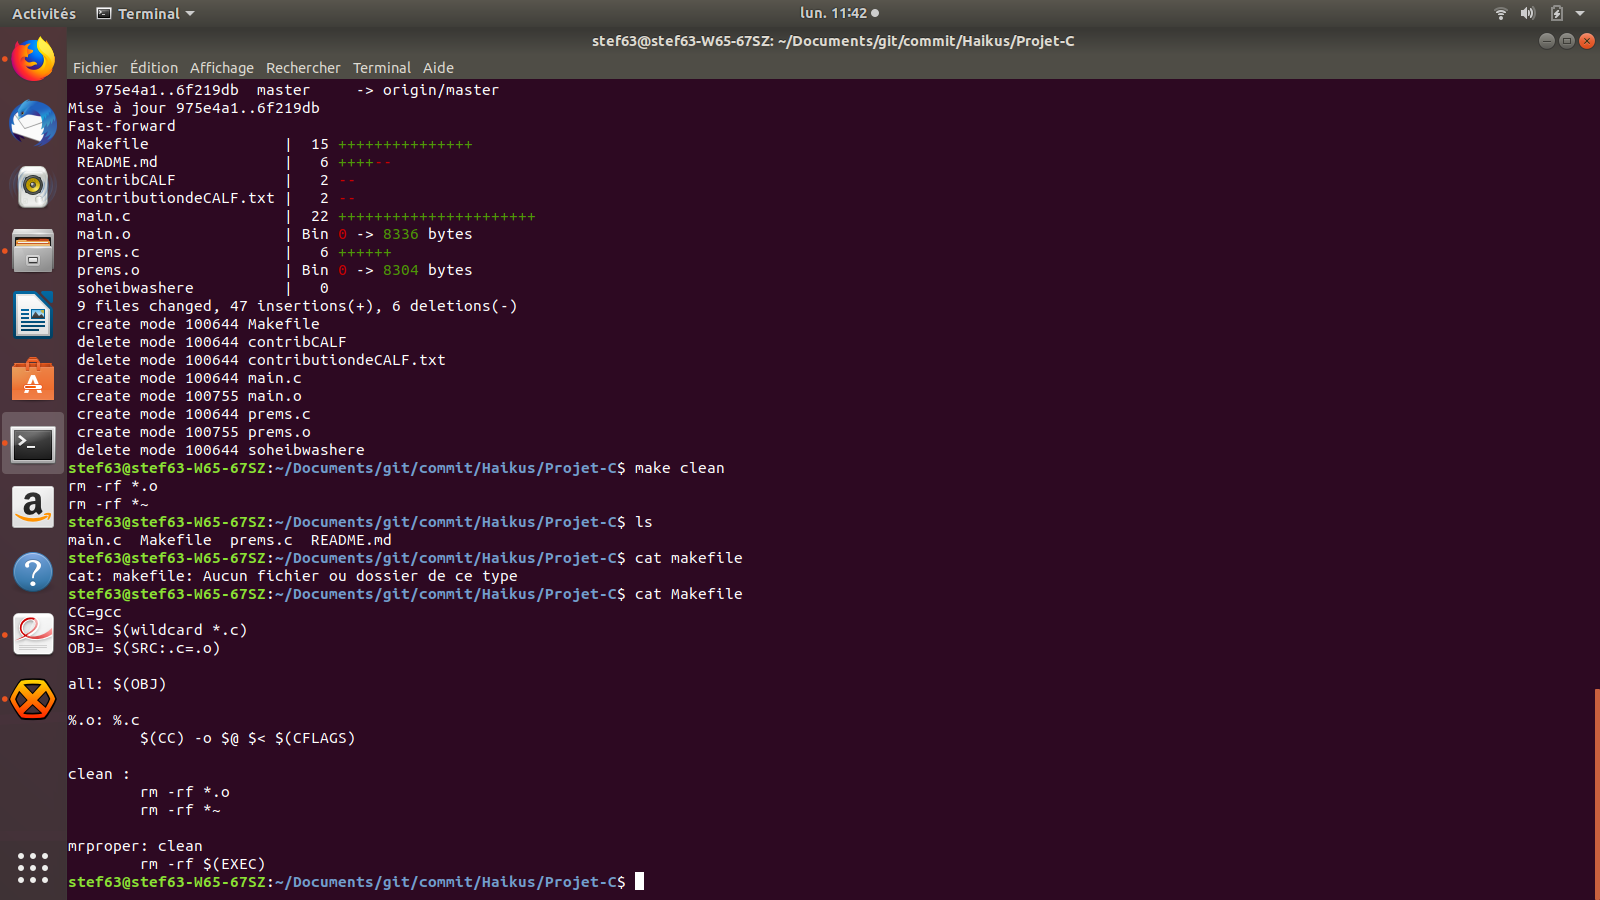 Activités Terminal lun. 11:42
stef63@stef63-W65-67SZ: ~/Documents/git/commit/Haikus/Projet-C
Fichier Édition Affichage Rechercher Terminal Aide
   975e4a1..6f219db  master     -> origin/master
Mise à jour 975e4a1..6f219db
Fast-forward
 Makefile               |  15 +++++++++++++++
 README.md              |   6 ++++--
 contribCALF            |   2 --
 contributiondeCALF.txt |   2 --
 main.c                 |  22 ++++++++++++++++++++++
 main.o                 | Bin 0 -> 8336 bytes
 prems.c                |   6 ++++++
 prems.o                | Bin 0 -> 8304 bytes
 soheibwashere          |   0
 9 files changed, 47 insertions(+), 6 deletions(-)
 create mode 100644 Makefile
 delete mode 100644 contribCALF
 delete mode 100644 contributiondeCALF.txt
 create mode 100644 main.c
 create mode 100755 main.o
 create mode 100644 prems.c
 create mode 100755 prems.o
 delete mode 100644 soheibwashere
stef63@stef63-W65-67SZ:~/Documents/git/commit/Haikus/Projet-C$ make clean
rm -rf *.o
rm -rf *~
stef63@stef63-W65-67SZ:~/Documents/git/commit/Haikus/Projet-C$ ls
main.c  Makefile  prems.c  README.md
stef63@stef63-W65-67SZ:~/Documents/git/commit/Haikus/Projet-C$ cat makefile
cat: makefile: Aucun fichier ou dossier de ce type
stef63@stef63-W65-67SZ:~/Documents/git/commit/Haikus/Projet-C$ cat Makefile
CC=gcc
SRC= $(wildcard *.c)
OBJ= $(SRC:.c=.o)

all: $(OBJ)

%.o: %.c
        $(CC) -o $@ $< $(CFLAGS)

clean :
        rm -rf *.o
        rm -rf *~

mrproper: clean
        rm -rf $(EXEC)
stef63@stef63-W65-67SZ:~/Documents/git/commit/Haikus/Projet-C$